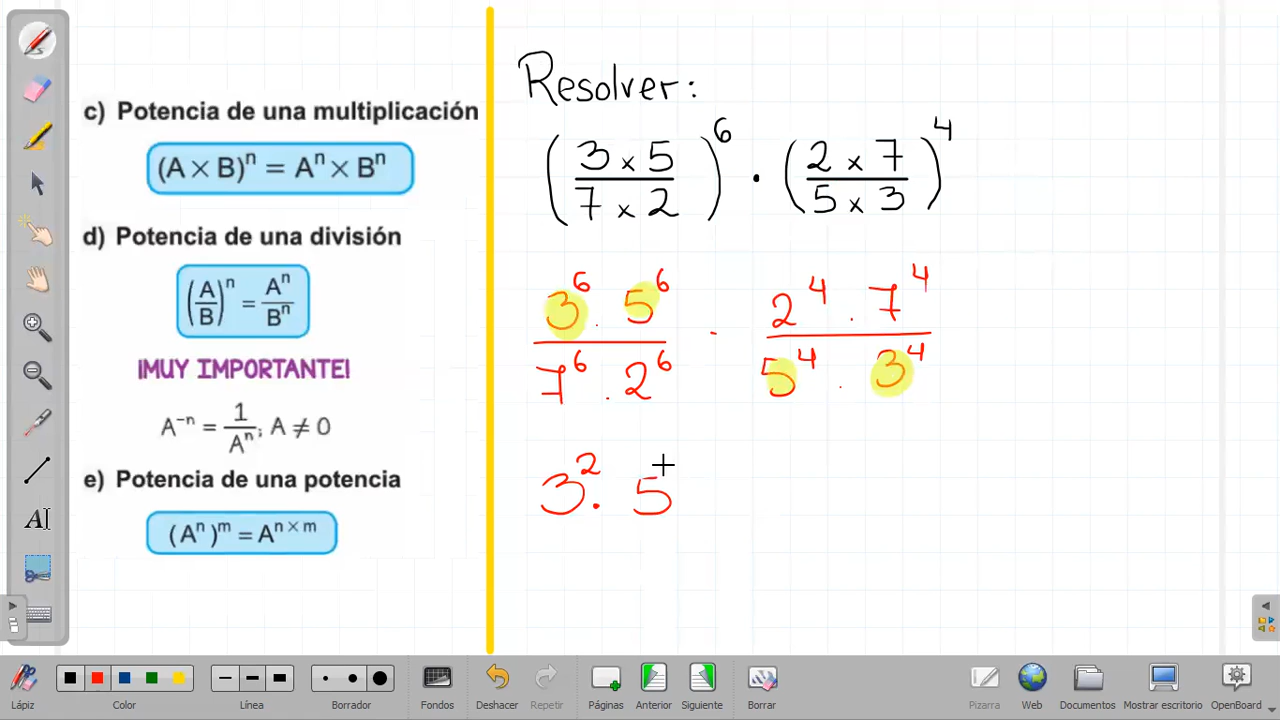 c) Potencia de una multiplicación
(A × B)ⁿ = Aⁿ × Bⁿ
d) Potencia de una división
(A/B)ⁿ = Aⁿ/Bⁿ
¡MUY IMPORTANTE!
A⁻ⁿ = 1/Aⁿ; A ≠ 0
e) Potencia de una potencia
(Aⁿ)ᵐ = Aⁿ ˣ ᵐ
Resolver:
((3 × 5)/(7 × 2))⁶ · ((2 × 7)/(5 × 3))⁴
(3⁶ . 5⁶)/(7⁶ . 2⁶) · (2⁴ . 7⁴)/(5⁴ . 3⁴)
3² . 5
A
Lápiz Color Línea Borrador Fondos Deshacer Repetir Páginas Anterior Siguiente Borrar Pizarra Web Documentos Mostrar escritorio OpenBoard